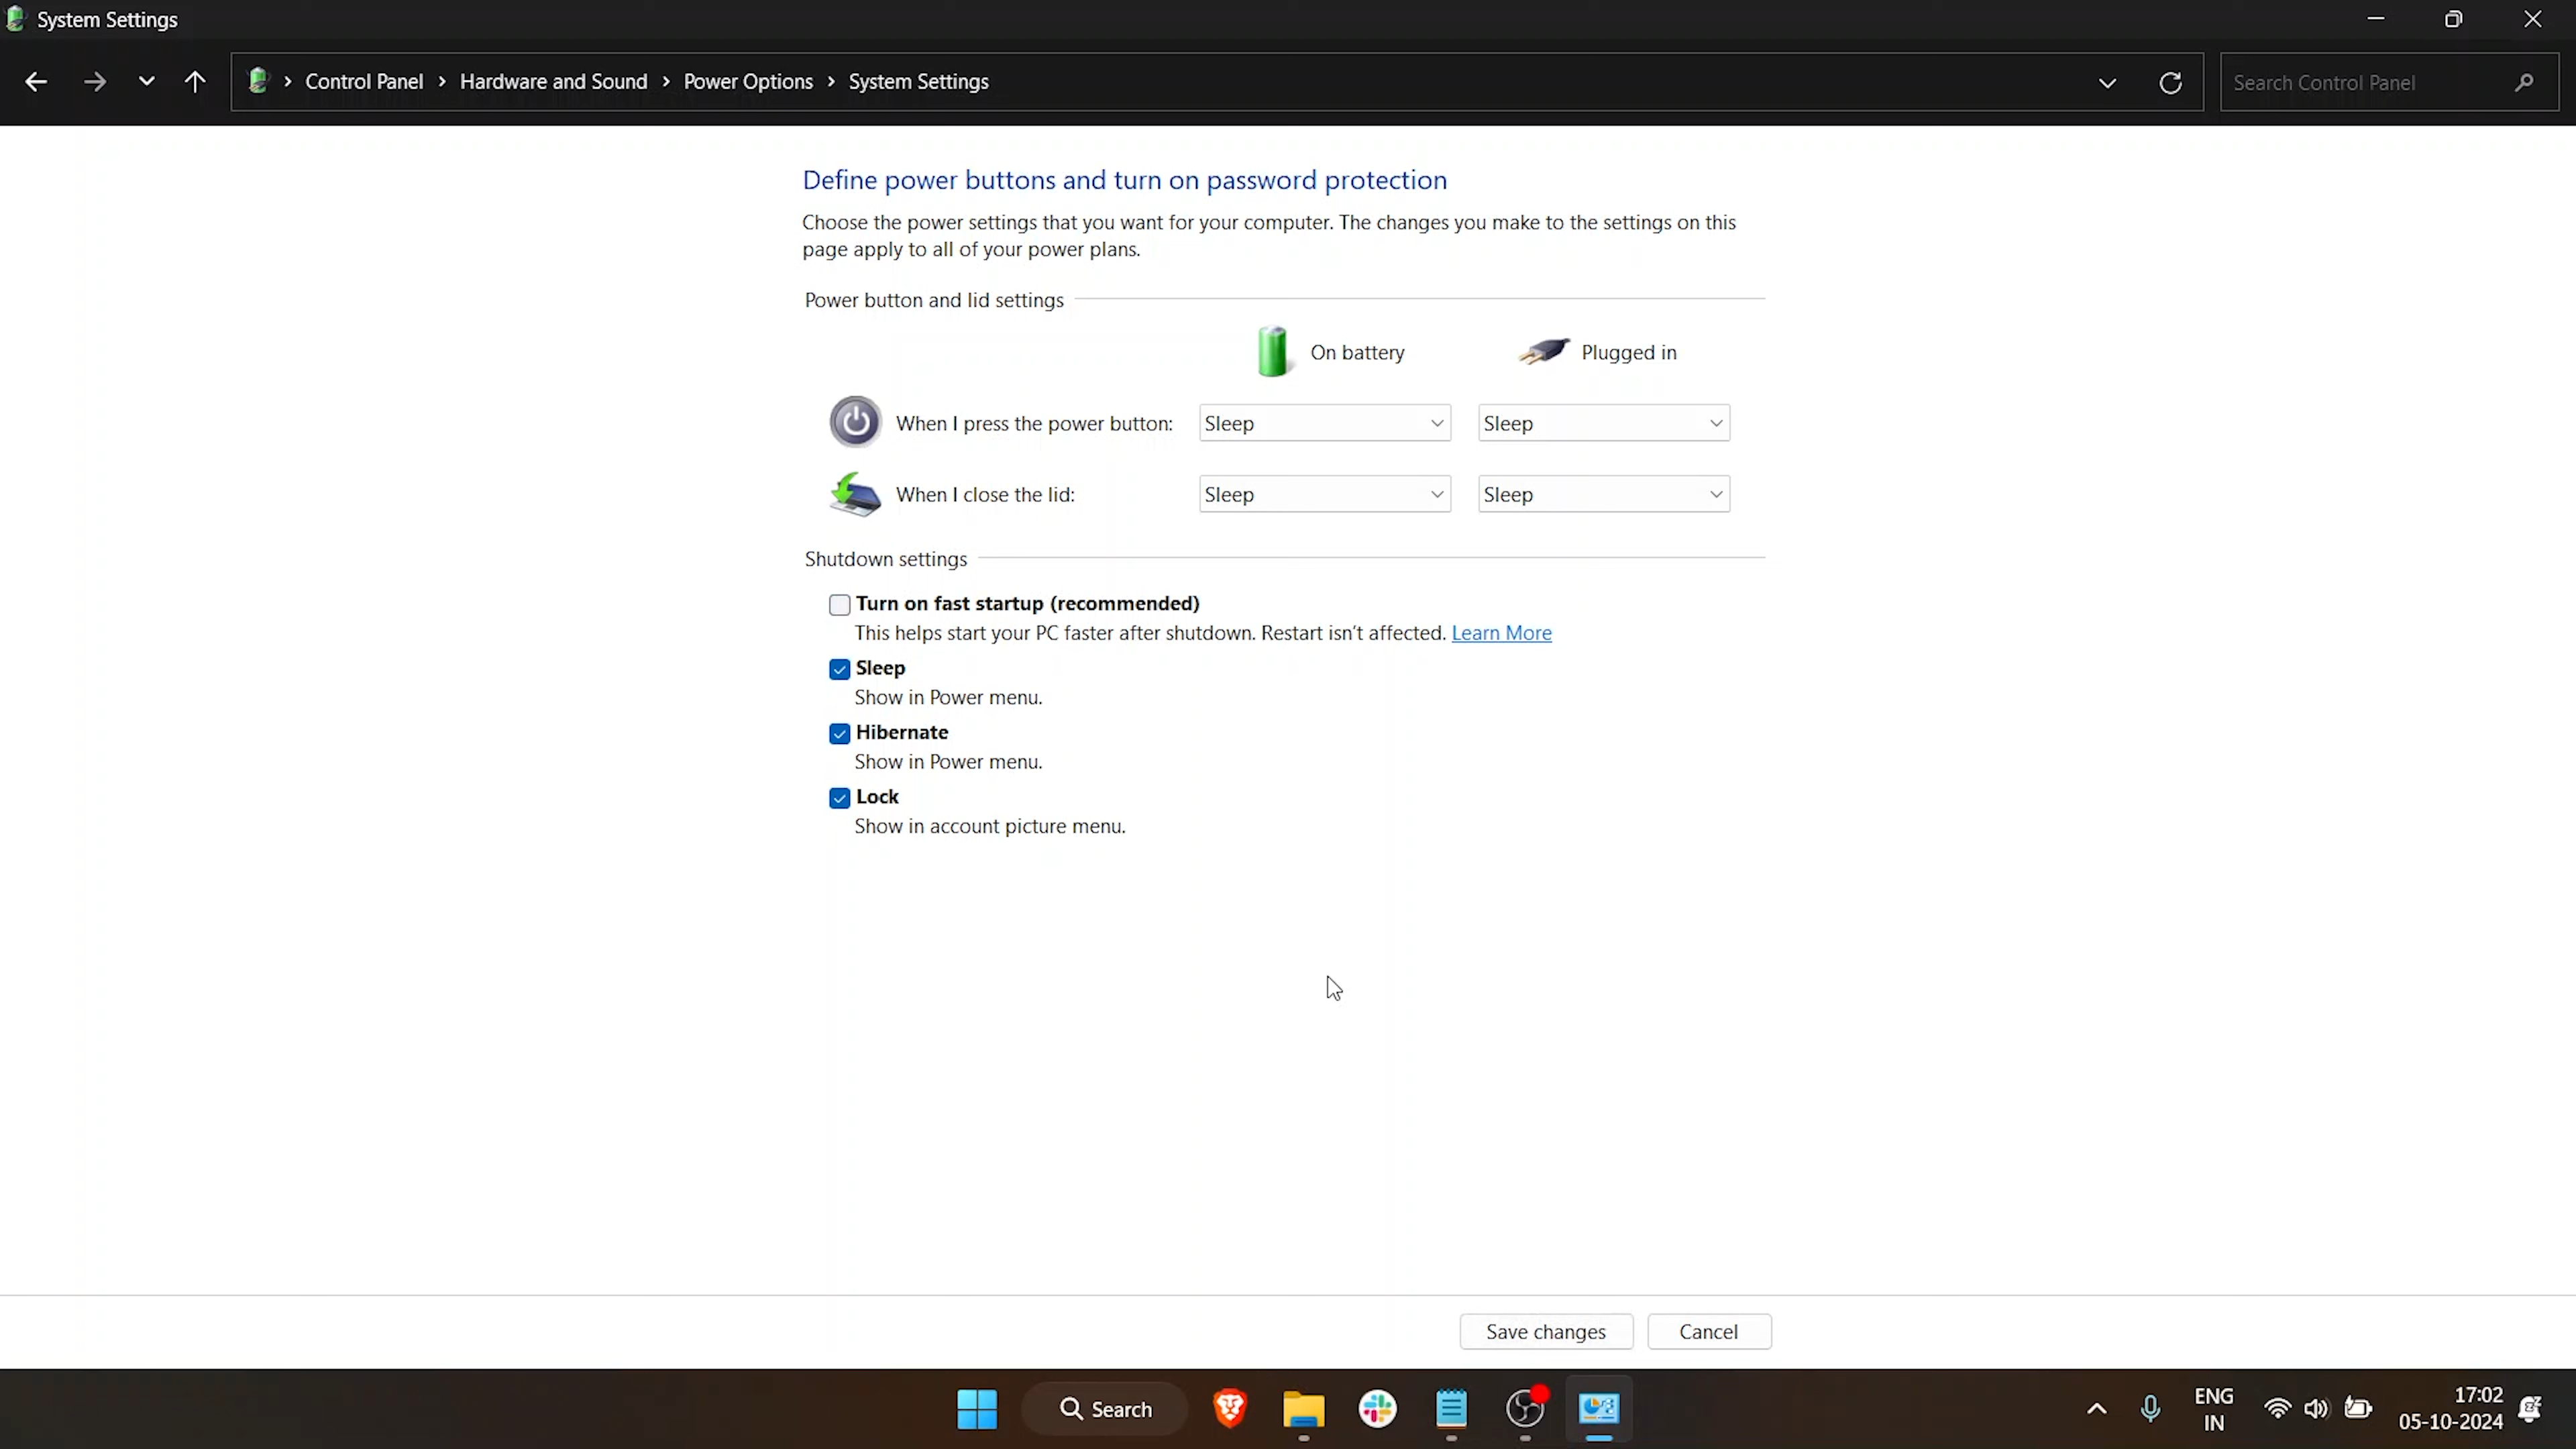 System Settings
Control Panel > Hardware and Sound > Power Options > System Settings
Search Control Panel
Define power buttons and turn on password protection
Choose the power settings that you want for your computer. The changes you make to the settings on this
page apply to all of your power plans.
Power button and lid settings
On battery
Plugged in
When I press the power button:
Sleep
Sleep
When I close the lid:
Sleep
Sleep
Shutdown settings
Turn on fast startup (recommended)
This helps start your PC faster after shutdown. Restart isn't affected. Learn More
Sleep
Show in Power menu.
Hibernate
Show in Power menu.
Lock
Show in account picture menu.
Save changes
Cancel
Search
ENG
IN
17:02
05-10-2024